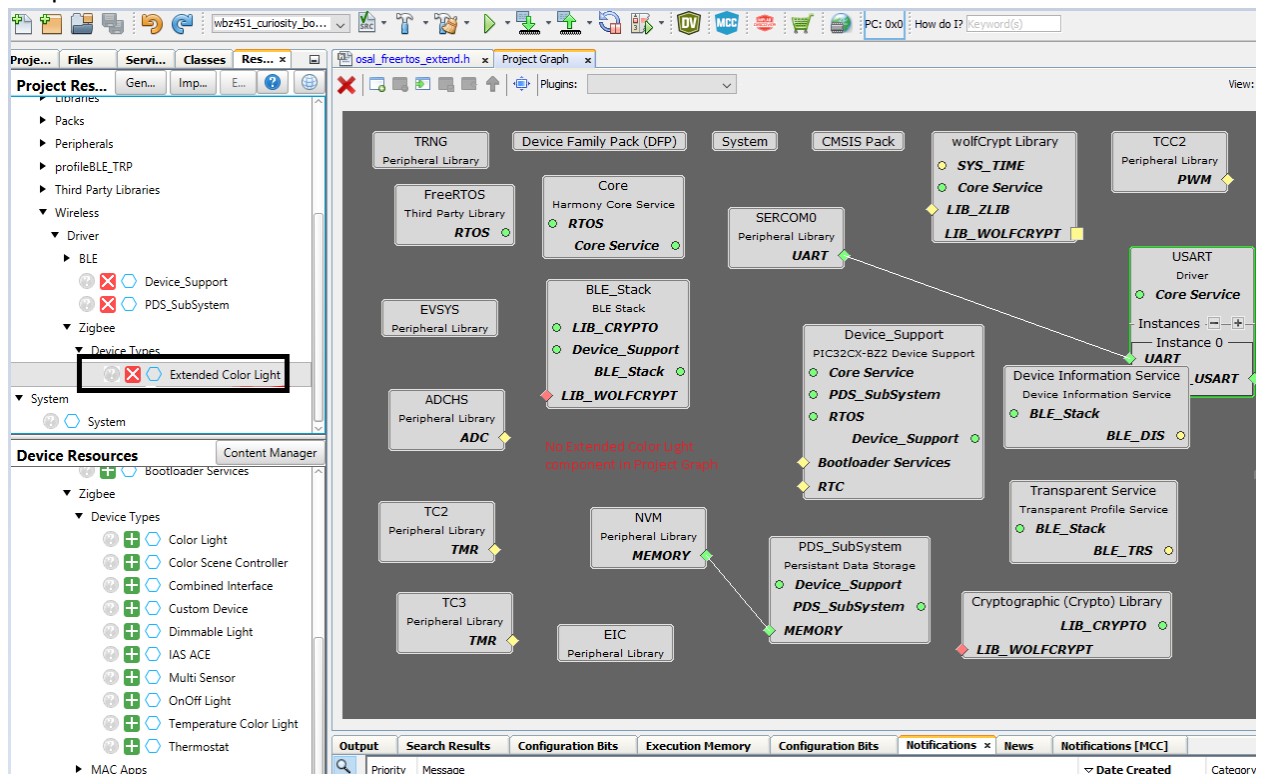 wbz451_curiosity_bo...
PC: 0x0
How do I?
Keyword(s)
Proje...
Files
Servi...
Classes
Res...
osal_freertos_extend.h
Project Graph
Project Res...
Gen...
Imp...
E...
Plugins:
View:
Libraries
Packs
Peripherals
profileBLE_TRP
Third Party Libraries
Wireless
Driver
BLE
Device_Support
PDS_SubSystem
Zigbee
Device Types
Extended Color Light
System
System
Device Resources
Content Manager
Bootloader Services
Zigbee
Device Types
Color Light
Color Scene Controller
Combined Interface
Custom Device
Dimmable Light
IAS ACE
Multi Sensor
OnOff Light
Temperature Color Light
Thermostat
MAC Apps
TRNG
Peripheral Library
Device Family Pack (DFP)
System
CMSIS Pack
wolfCrypt Library
SYS_TIME
Core Service
LIB_ZLIB
LIB_WOLFCRYPT
TCC2
Peripheral Library
PWM
FreeRTOS
Third Party Library
RTOS
Core
Harmony Core Service
RTOS
Core Service
SERCOM0
Peripheral Library
UART
USART
Driver
Core Service
Instances
Instance 0
UART
_USART
EVSYS
Peripheral Library
BLE_Stack
BLE Stack
LIB_CRYPTO
Device_Support
BLE_Stack
LIB_WOLFCRYPT
Device_Support
PIC32CX-BZ2 Device Support
Core Service
PDS_SubSystem
RTOS
Device_Support
Bootloader Services
RTC
Device Information Service
Device Information Service
BLE_Stack
BLE_DIS
ADCHS
Peripheral Library
ADC
No Extended Color Light
component in Project Graph
Transparent Service
Transparent Profile Service
BLE_Stack
BLE_TRS
TC2
Peripheral Library
TMR
NVM
Peripheral Library
MEMORY
PDS_SubSystem
Persistant Data Storage
Device_Support
PDS_SubSystem
MEMORY
TC3
Peripheral Library
TMR
EIC
Peripheral Library
Cryptographic (Crypto) Library
LIB_CRYPTO
LIB_WOLFCRYPT
Output
Search Results
Configuration Bits
Execution Memory
Configuration Bits
Notifications
News
Notifications [MCC]
Priority
Message
Date Created
Category